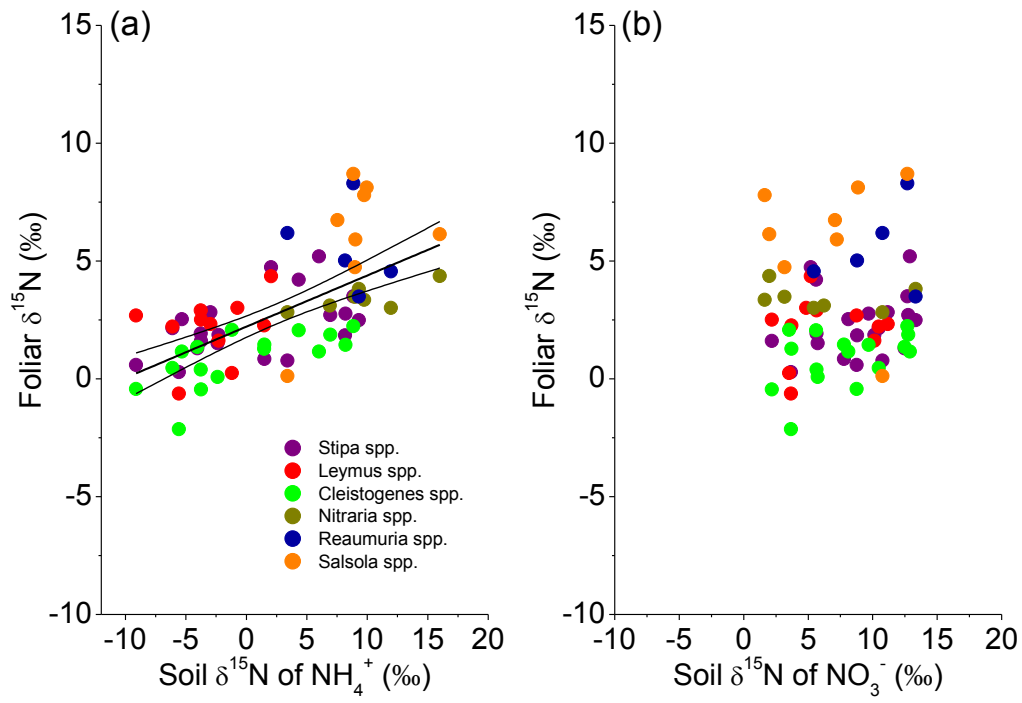 (a)
(b)
15
10
5
0
-5
-10
Foliar δ¹⁵N (‰)
Stipa spp.
Leymus spp.
Cleistogenes spp.
Nitraria spp.
Reaumuria spp.
Salsola spp.
-10 -5 0 5 10 15 20
Soil δ¹⁵N of NH₄⁺ (‰)
15
10
5
0
-5
-10
Foliar δ¹⁵N (‰)
-10 -5 0 5 10 15 20
Soil δ¹⁵N of NO₃⁻ (‰)